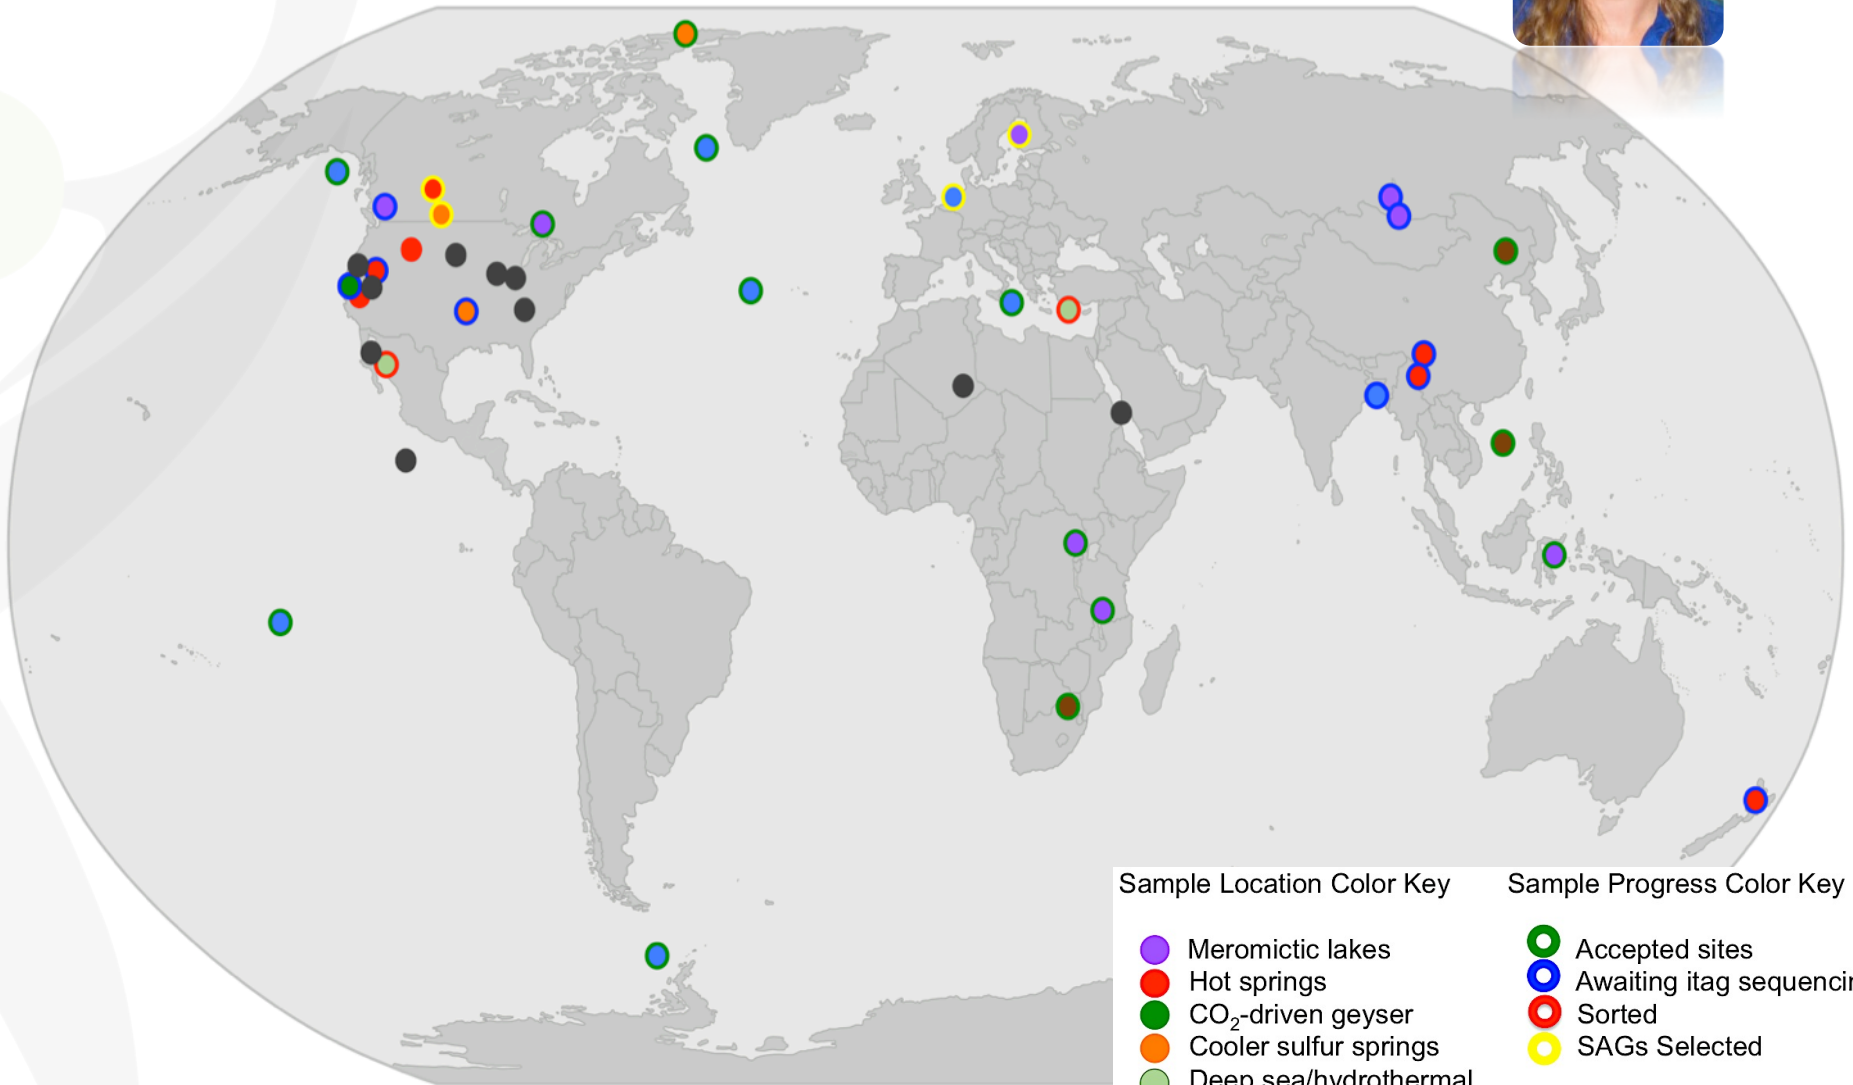 Sample Location Color Key
Meromictic lakes
Hot springs
CO₂-driven geyser
Cooler sulfur springs
Deep sea/hydrothermal
Sample Progress Color Key
Accepted sites
Awaiting itag sequencin
Sorted
SAGs Selected